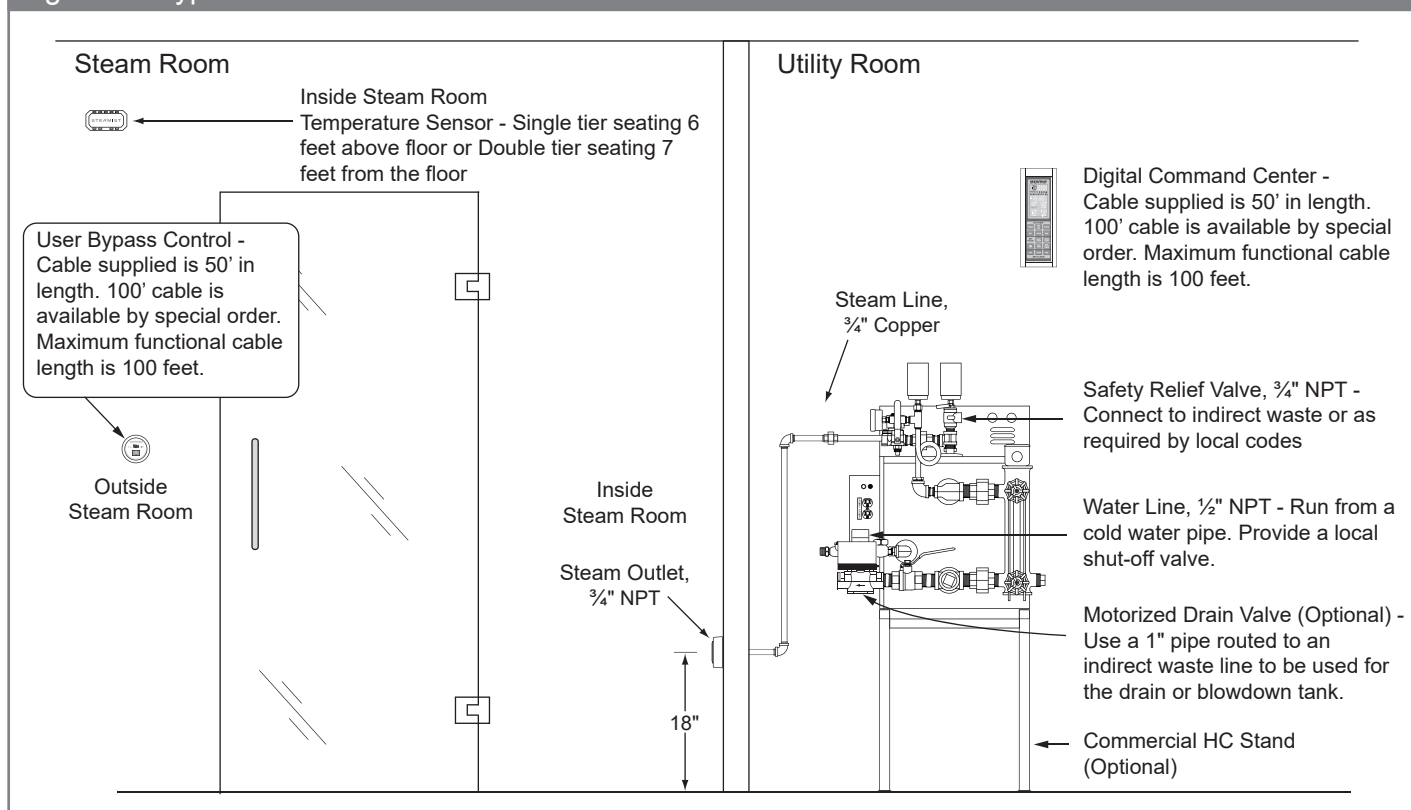 Steam Room
Utility Room
STEAMIST
Inside Steam Room
Temperature Sensor - Single tier seating 6
feet above floor or Double tier seating 7
feet from the floor
User Bypass Control -
Cable supplied is 50’ in
length. 100’ cable is
available by special order.
Maximum functional cable
length is 100 feet.
Outside
Steam Room
Inside
Steam Room
Steam Outlet,
¾" NPT
18"
Steam Line,
¾" Copper
Digital Command Center -
Cable supplied is 50’ in length.
100’ cable is available by special
order. Maximum functional cable
length is 100 feet.
Safety Relief Valve, ¾" NPT -
Connect to indirect waste or as
required by local codes
Water Line, ½" NPT - Run from a
cold water pipe. Provide a local
shut-off valve.
Motorized Drain Valve (Optional) -
Use a 1" pipe routed to an
indirect waste line to be used for
the drain or blowdown tank.
Commercial HC Stand
(Optional)